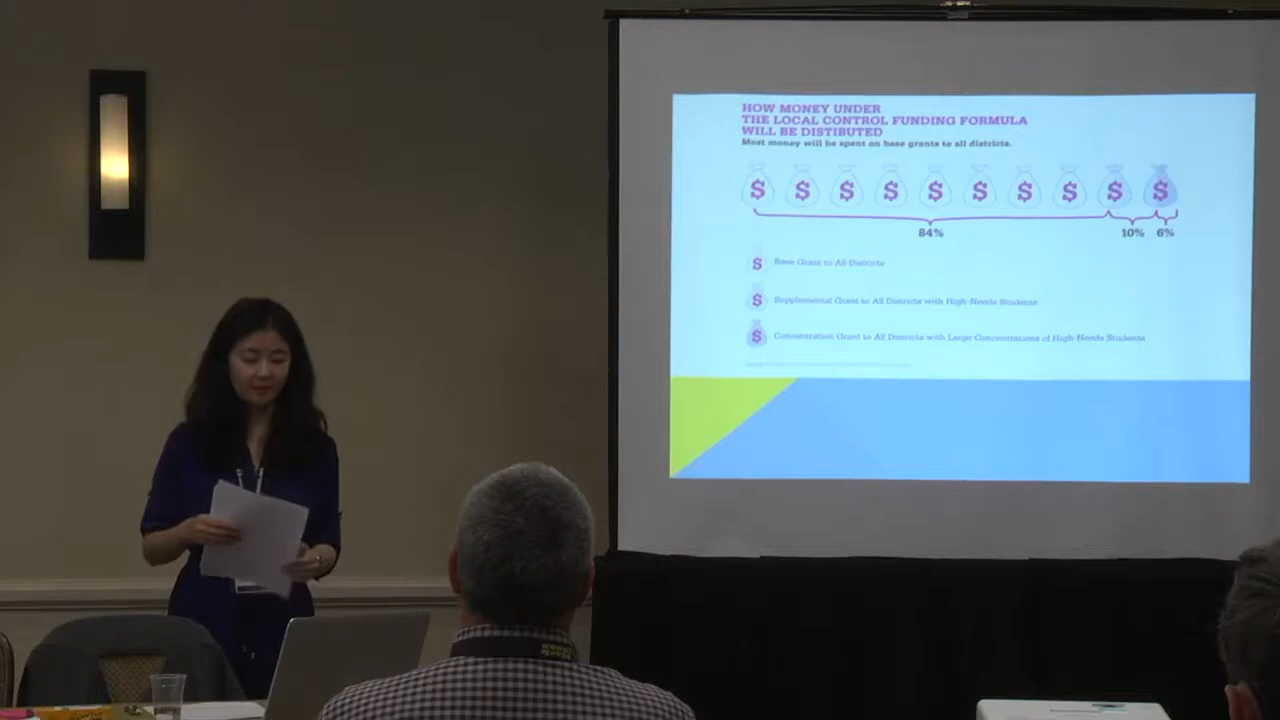 HOW MONEY UNDER
THE LOCAL CONTROL FUNDING FORMULA
WILL BE DISTIBUTED
Most money will be spent on base grants to all districts.
$ $ $ $ $ $ $ $ $ $
84% 10% 6%
$ Base Grant to All Districts
$ Supplemental Grant to All Districts with High-Needs Students
$ Concentration Grant to All Districts with Large Concentrations of High-Needs Students